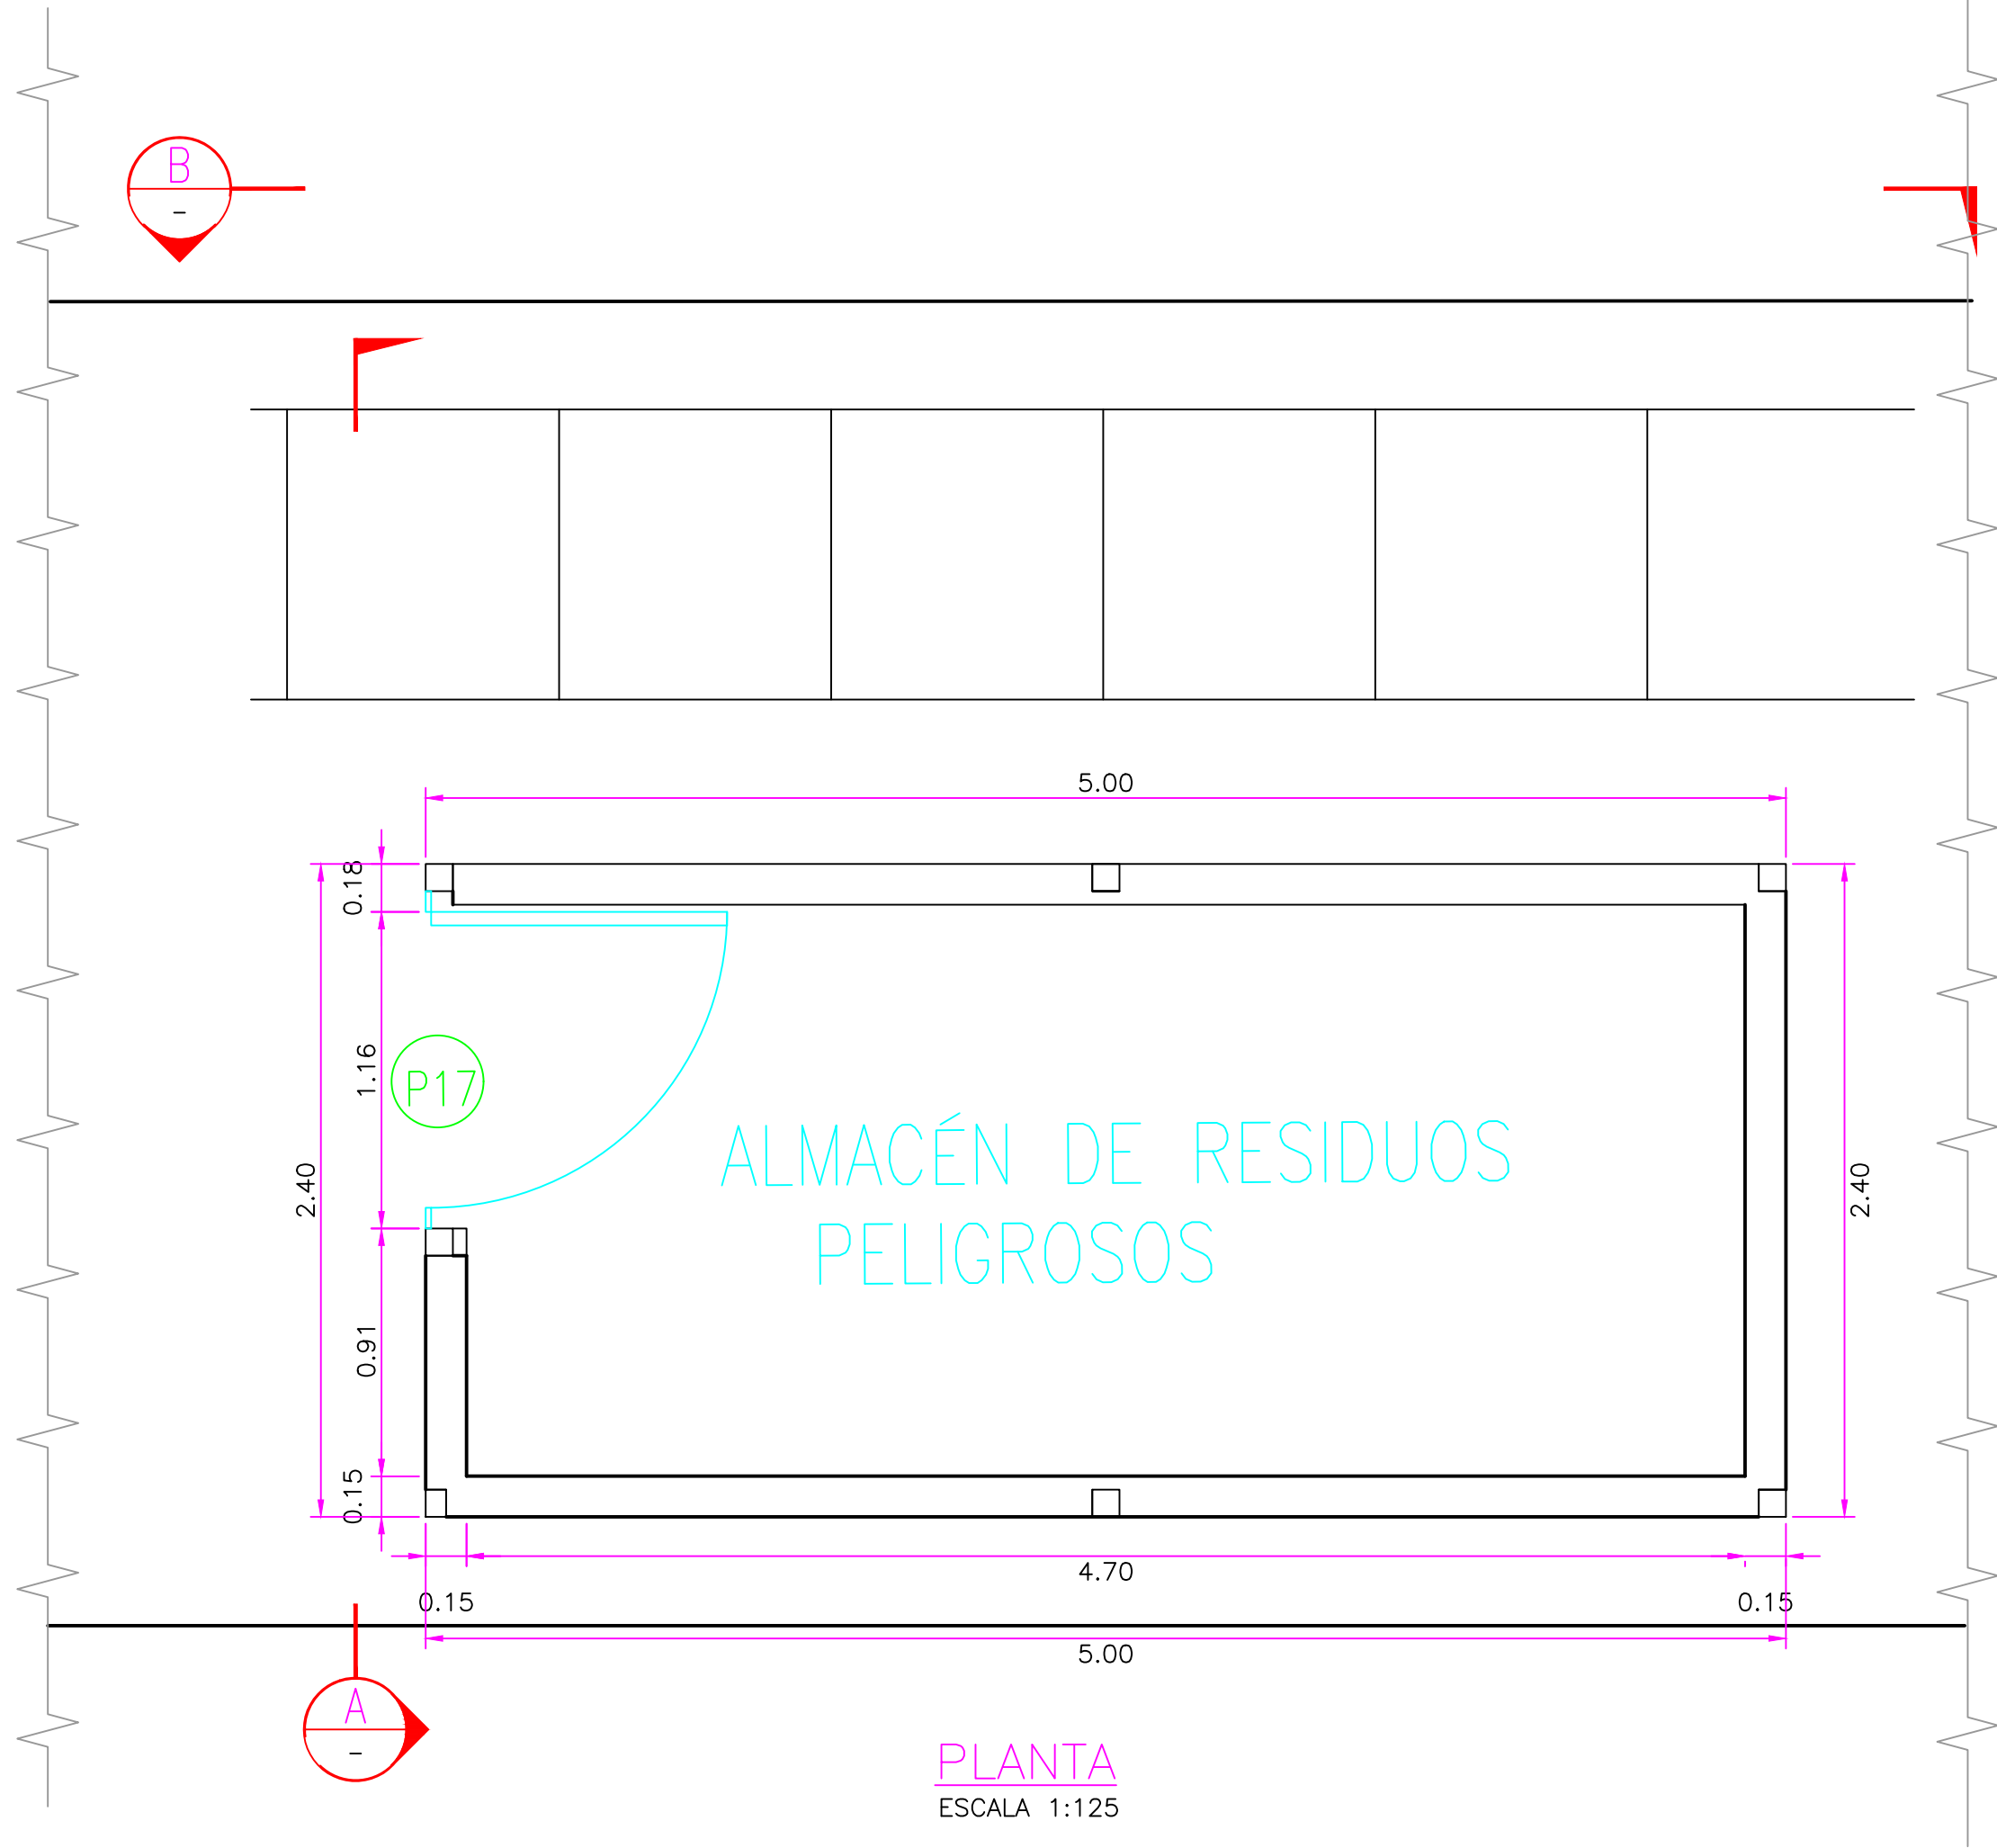 B
-
5.00
0.18
1.16
P17
2.40
2.40
ALMACÉN DE RESIDUOS
PELIGROSOS
0.91
0.15
4.70
0.15
0.15
5.00
A
-
PLANTA
ESCALA 1:125